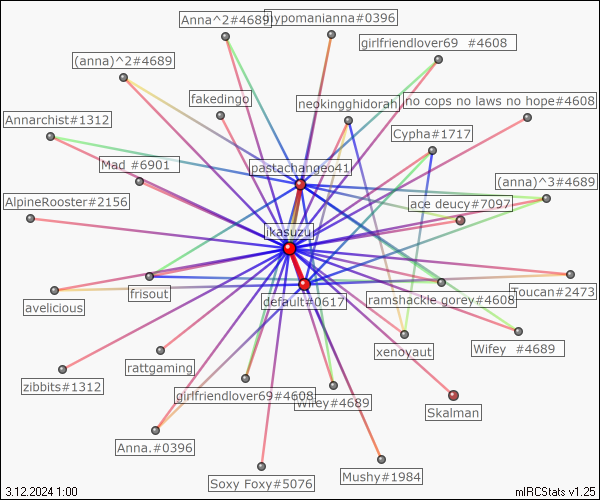 Anna^2#4689
hypomanianna#0396
girlfriendlover69 #4608
(anna)^2#4689
fakedingo
neokingghidorah
no cops no laws no hope#4608
Annarchist#1312
Cypha#1717
Mad #6901
pastachangeo41
(anna)^3#4689
AlpineRooster#2156
ace deucy#7097
ikasuzu
avelicious
frisout
default#0617
ramshackle gorey#4608
Toucan#2473
xenoyaut
Wifey #4689
rattgaming
zibbits#1312
girlfriendlover69#4608
Wifey#4689
Skalman
Anna.#0396
Soxy Foxy#5076
Mushy#1984
3.12.2024 1:00
mIRCStats v1.25